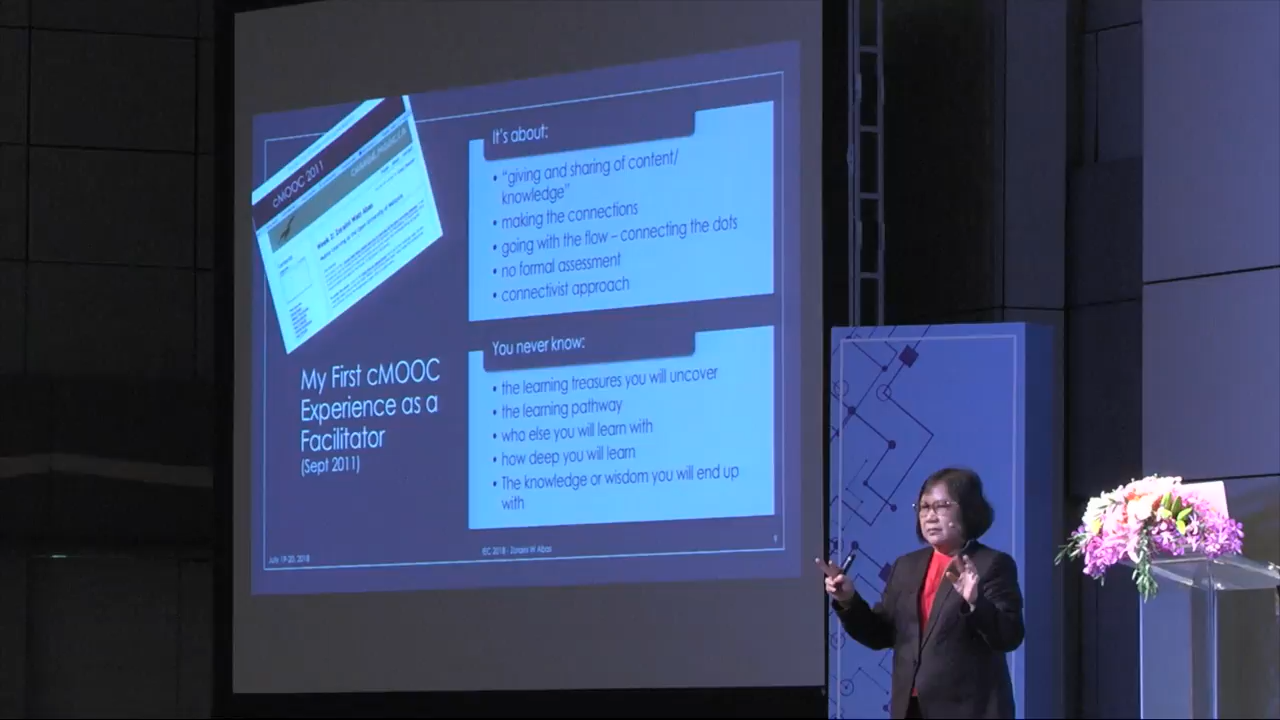 cMOOC 2011
CHANGE.MOOC.CA
My First cMOOC
Experience as a
Facilitator
(Sept 2011)
It's about:
• "giving and sharing of content/
knowledge"
• making the connections
• going with the flow – connecting the dots
• no formal assessment
• connectivist approach
You never know:
• the learning treasures you will uncover
• the learning pathway
• who else you will learn with
• how deep you will learn
• The knowledge or wisdom you will end up
with
July 19-20, 2018
IEC 2018 - Zoraini W Abas